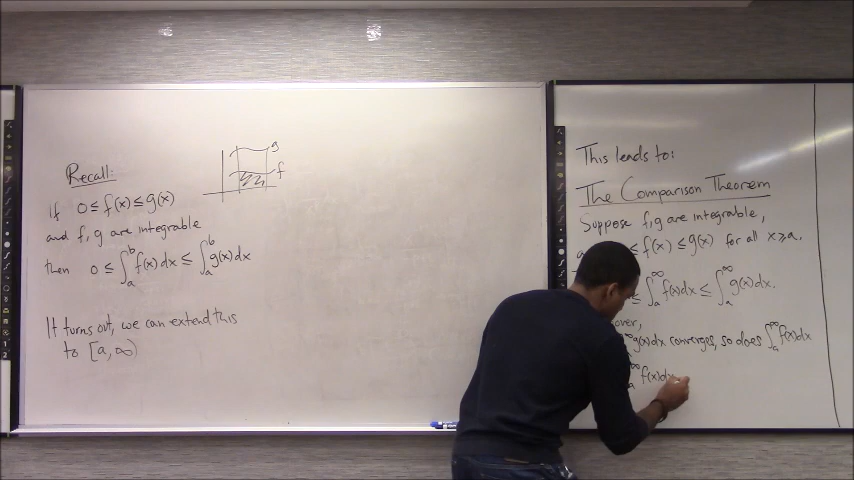 Recall:
g
f
If 0 ≤ f(x) ≤ g(x)
and f, g are integrable
then 0 ≤ ∫_a^b f(x) dx ≤ ∫_a^b g(x) dx
It turns out, we can extend this
to [a, ∞)
This leads to:
The Comparison Theorem
Suppose f, g are integrable,
≤ f(x) ≤ g(x) for all x ≥ a.
≤ ∫_a^∞ f(x)dx ≤ ∫_a^∞ g(x)dx.
over,
g(x)dx converges, so does ∫_a^∞ f(x)dx
f(x)dx